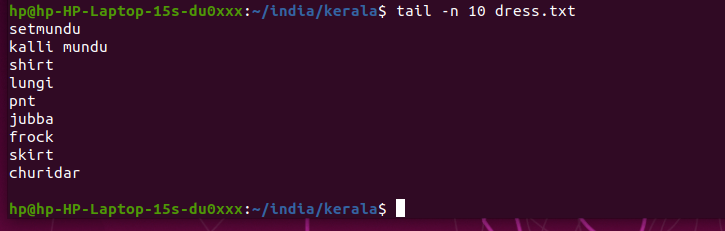 hp@hp-HP-Laptop-15s-du0xxx:~/india/kerala$ tail -n 10 dress.txt
setmundu
kalli mundu
shirt
lungi
pnt
jubba
frock
skirt
churidar
hp@hp-HP-Laptop-15s-du0xxx:~/india/kerala$